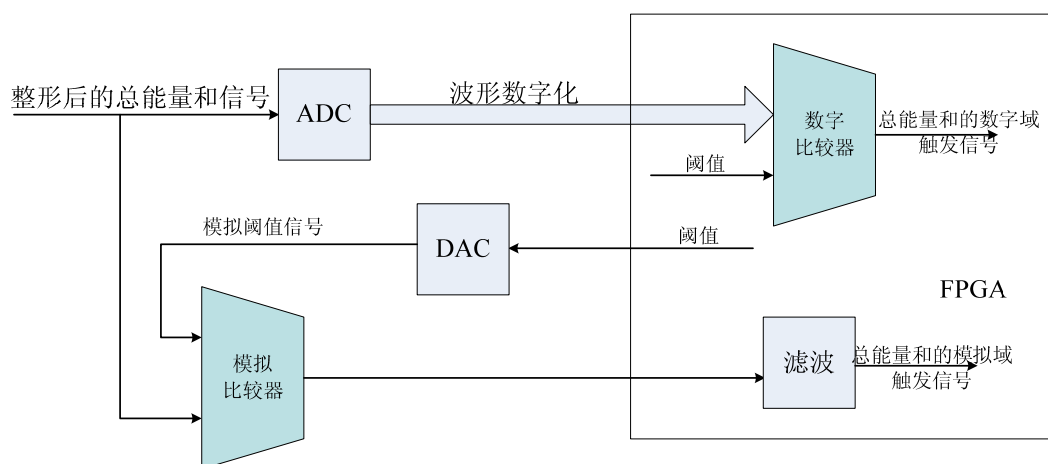 整形后的总能量和信号
ADC
波形数字化
数字
比较器
总能量和的数字域
触发信号
阈值
模拟阈值信号
DAC
阈值
FPGA
模拟
比较器
滤波
总能量和的模拟域
触发信号